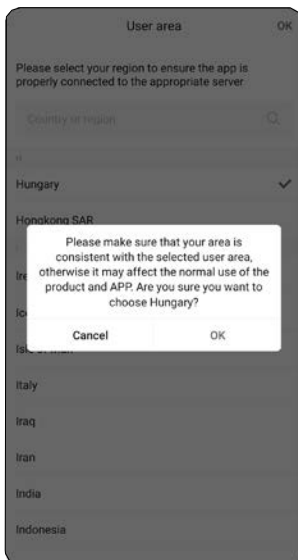 User area
OK
Please select your region to ensure the app is
properly connected to the appropriate server
Country or region
H
Hungary
Hongkong SAR
Please make sure that your area is
consistent with the selected user area,
otherwise it may affect the normal use of the
product and APP. Are you sure you want to
choose Hungary?
Cancel
OK
Italy
Iraq
Iran
India
Indonesia